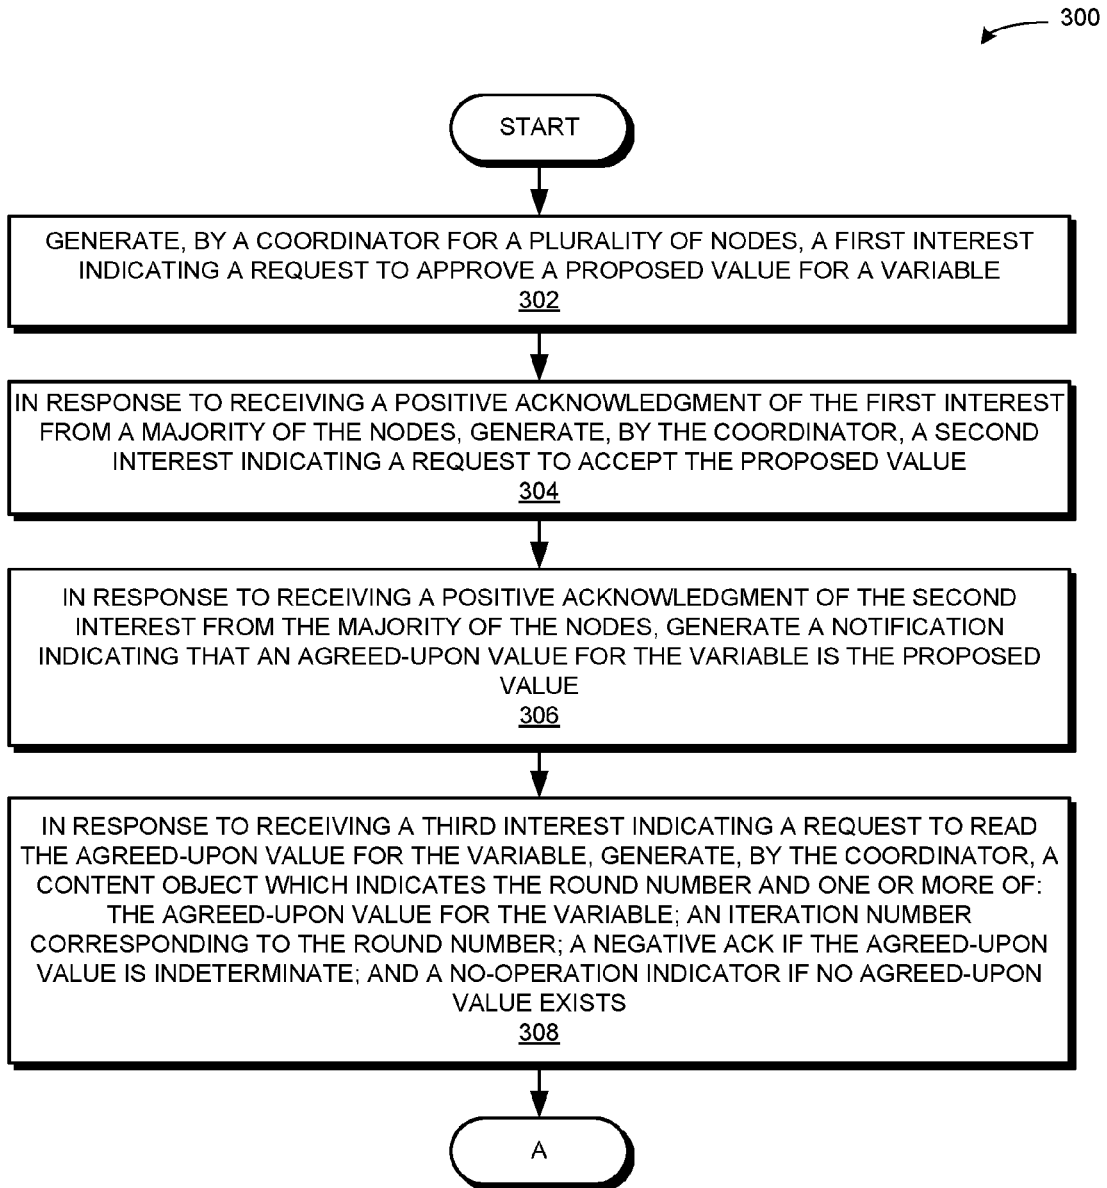 300
START
GENERATE, BY A COORDINATOR FOR A PLURALITY OF NODES, A FIRST INTEREST
INDICATING A REQUEST TO APPROVE A PROPOSED VALUE FOR A VARIABLE
302
IN RESPONSE TO RECEIVING A POSITIVE ACKNOWLEDGMENT OF THE FIRST INTEREST
FROM A MAJORITY OF THE NODES, GENERATE, BY THE COORDINATOR, A SECOND
INTEREST INDICATING A REQUEST TO ACCEPT THE PROPOSED VALUE
304
IN RESPONSE TO RECEIVING A POSITIVE ACKNOWLEDGMENT OF THE SECOND
INTEREST FROM THE MAJORITY OF THE NODES, GENERATE A NOTIFICATION
INDICATING THAT AN AGREED-UPON VALUE FOR THE VARIABLE IS THE PROPOSED
VALUE
306
IN RESPONSE TO RECEIVING A THIRD INTEREST INDICATING A REQUEST TO READ
THE AGREED-UPON VALUE FOR THE VARIABLE, GENERATE, BY THE COORDINATOR, A
CONTENT OBJECT WHICH INDICATES THE ROUND NUMBER AND ONE OR MORE OF:
THE AGREED-UPON VALUE FOR THE VARIABLE; AN ITERATION NUMBER
CORRESPONDING TO THE ROUND NUMBER; A NEGATIVE ACK IF THE AGREED-UPON
VALUE IS INDETERMINATE; AND A NO-OPERATION INDICATOR IF NO AGREED-UPON
VALUE EXISTS
308
A